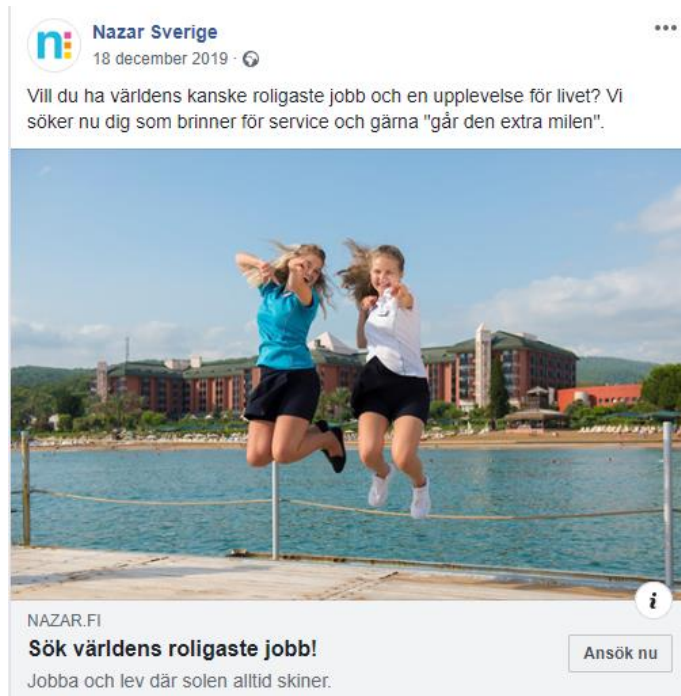 n:
Nazar Sverige
18 december 2019 ·
Vill du ha världens kanske roligaste jobb och en upplevelse för livet? Vi
söker nu dig som brinner för service och gärna "går den extra milen".
i
NAZAR.FI
Sök världens roligaste jobb!
Ansök nu
Jobba och lev där solen alltid skiner.